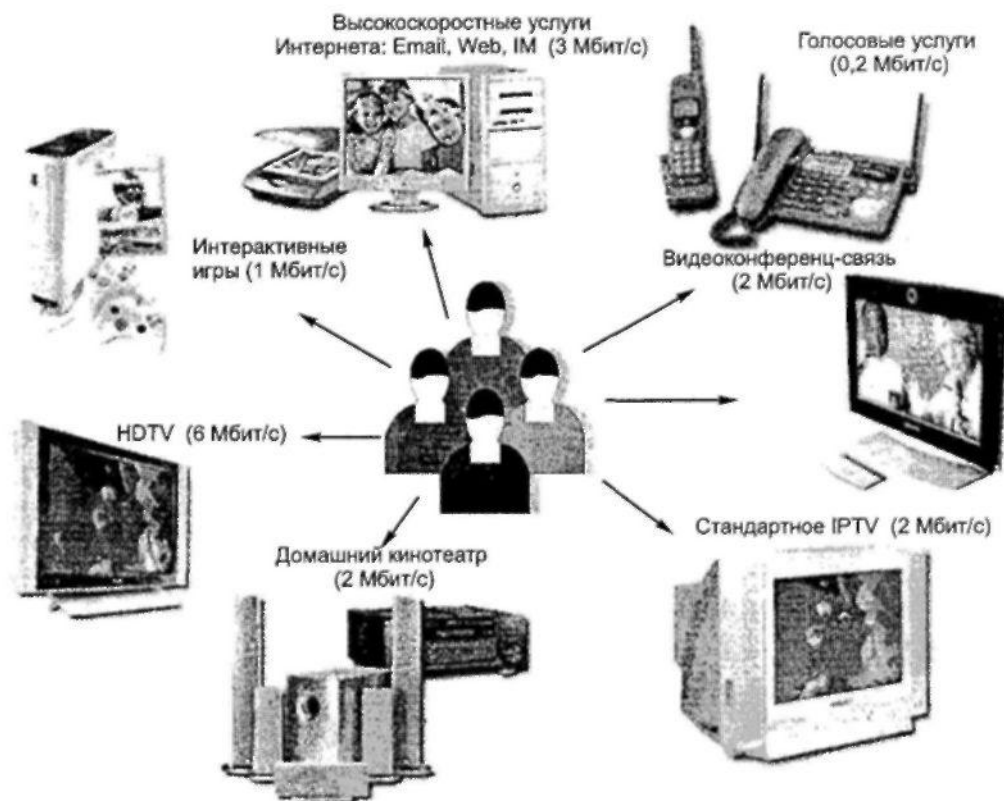 Высокоскоростные услуги
Интернета: Email, Web, IM (3 Мбит/с)
Голосовые услуги
(0,2 Мбит/с)
Интерактивные
игры (1 Мбит/с)
Видеоконференц-связь
(2 Мбит/с)
HDTV (6 Мбит/с)
Стандартное IPTV (2 Мбит/с)
Домашний кинотеатр
(2 Мбит/с)